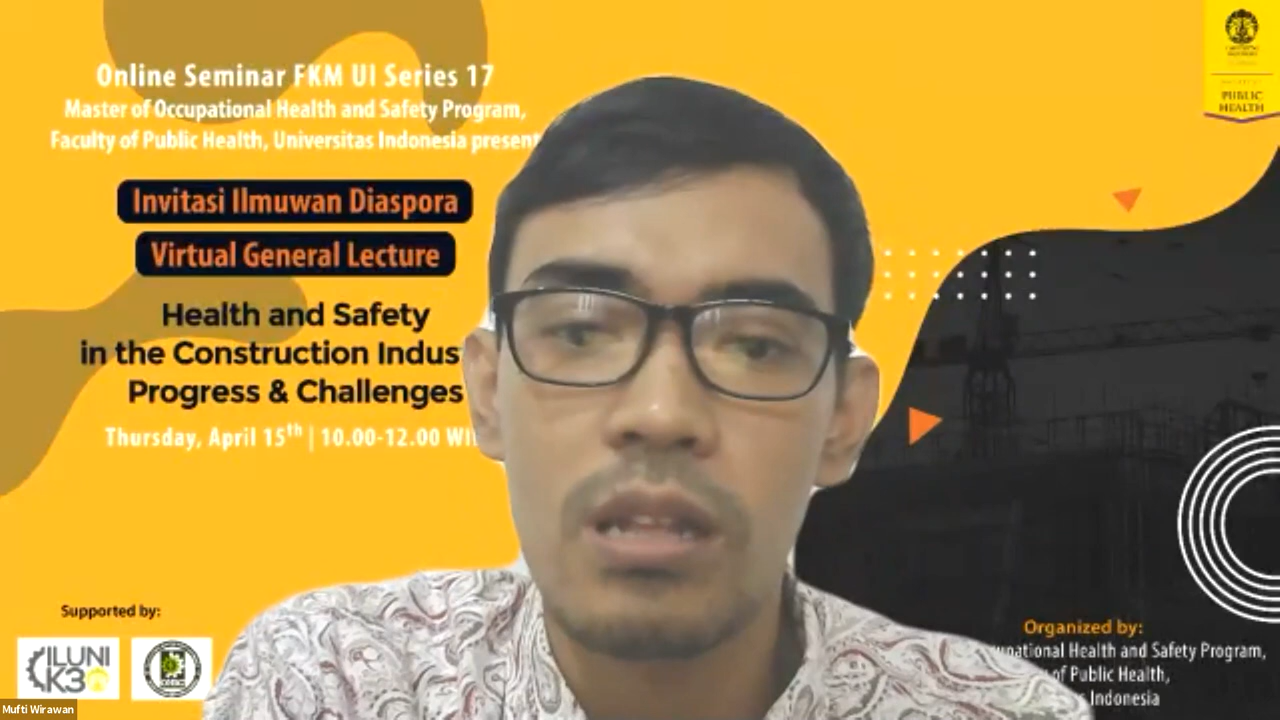 Online Seminar FKM UI Series 17
Master of Occupational Health and Safety Program,
Faculty of Public Health, Universitas Indonesia present
Invitasi Ilmuwan Diaspora
Virtual General Lecture
Health and Safety
in the Construction Indus
Progress & Challenges
Thursday, April 15th | 10.00-12.00 WI
PUBLIC
HEALTH
Supported by:
ILUNI
K3
Organized by:
upational Health and Safety Program,
of Public Health,
Indonesia
Mufti Wirawan